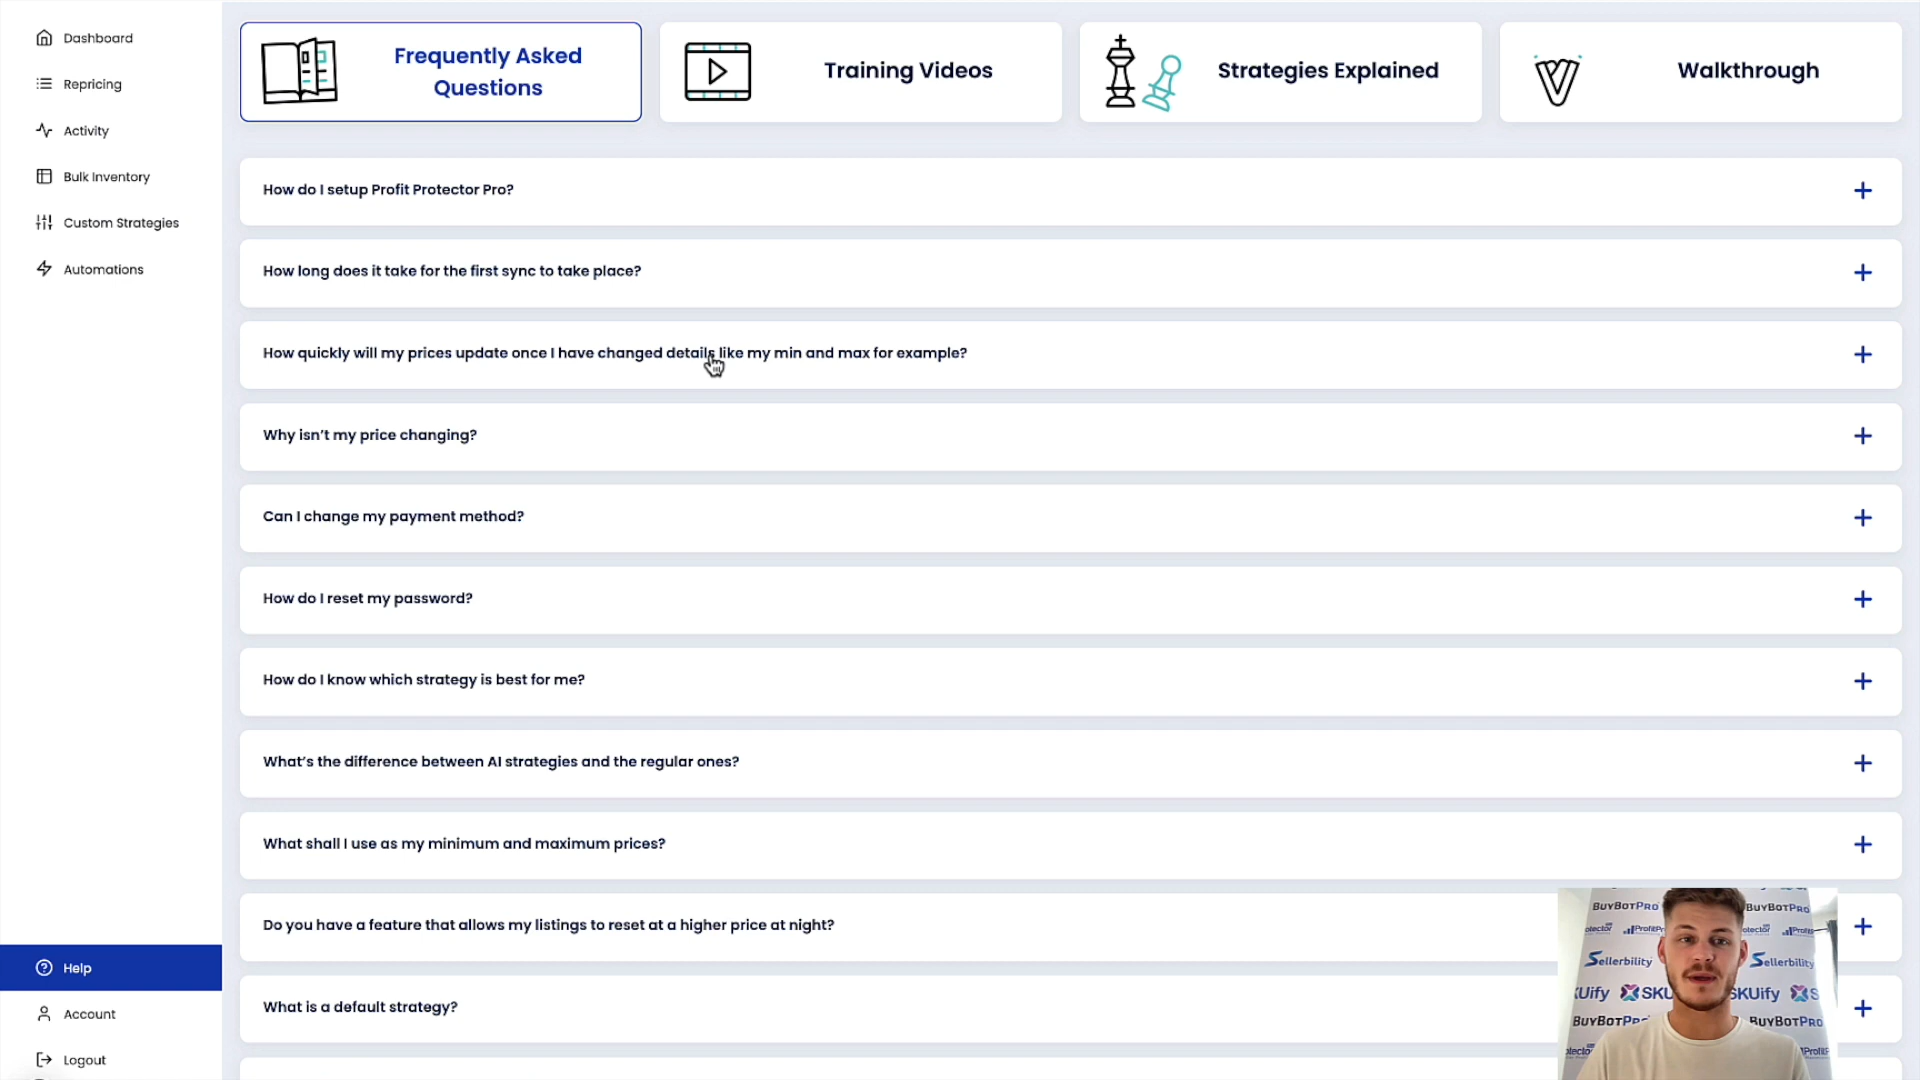 Dashboard
Repricing
Activity
Bulk Inventory
Custom Strategies
Automations
Help
Account
Logout
Frequently Asked
Questions
Training Videos
Strategies Explained
Walkthrough
How do I setup Profit Protector Pro?
How long does it take for the first sync to take place?
How quickly will my prices update once I have changed details like my min and max for example?
Why isn't my price changing?
Can I change my payment method?
How do I reset my password?
How do I know which strategy is best for me?
What's the difference between AI strategies and the regular ones?
What shall I use as my minimum and maximum prices?
Do you have a feature that allows my listings to reset at a higher price at night?
What is a default strategy?
BUYBOTPRO BUYBOTPRO
Sellerbility Sellerbility
SKUify
BUYBOTPRO